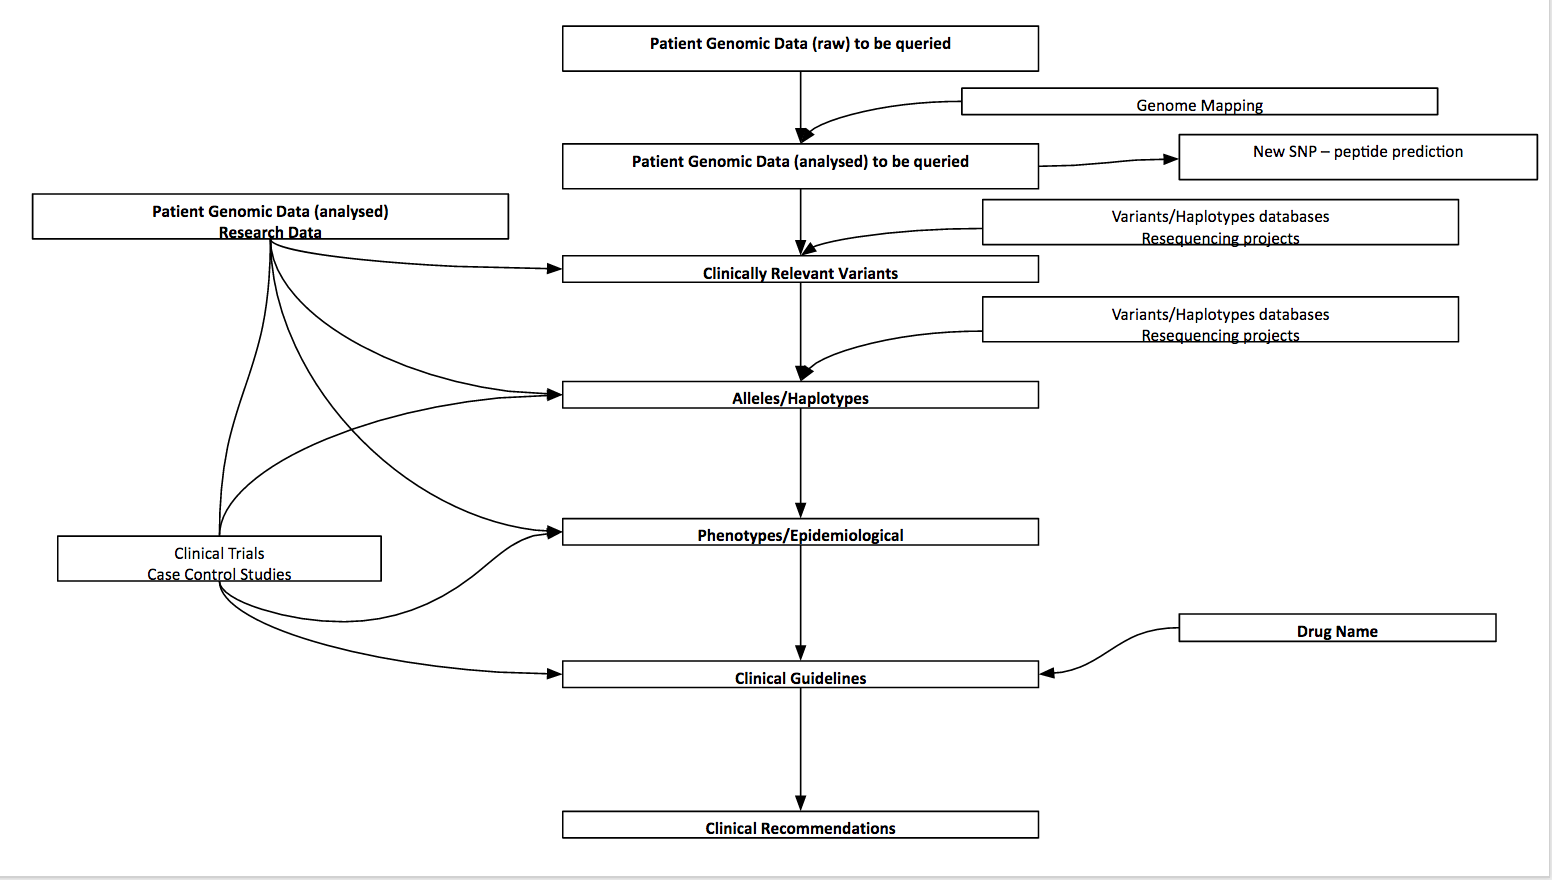 Patient Genomic Data (raw) to be queried
Genome Mapping
Patient Genomic Data (analysed) to be queried
New SNP – peptide prediction
Patient Genomic Data (analysed)
Research Data
Variants/Haplotypes databases
Resequencing projects
Clinically Relevant Variants
Variants/Haplotypes databases
Resequencing projects
Alleles/Haplotypes
Phenotypes/Epidemiological
Clinical Trials
Case Control Studies
Drug Name
Clinical Guidelines
Clinical Recommendations